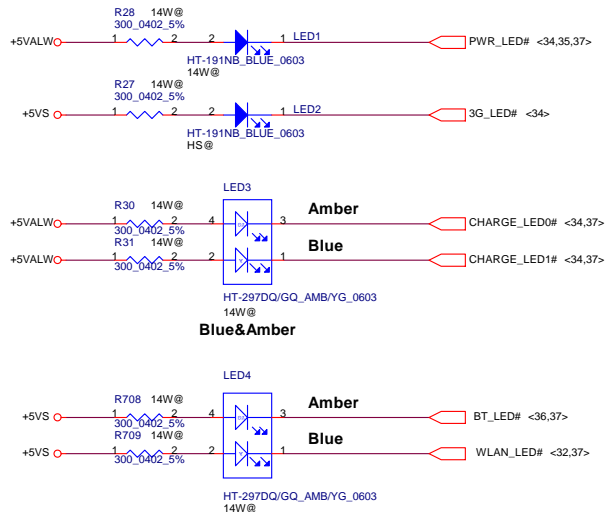 R28 14W@
300_0402_5%
+5VALW 1 2 2 1 LED1 PWR_LED# <34,35,37>
HT-191NB_BLUE_0603
14W@
R27 14W@
300_0402_5%
+5VS 1 2 2 1 LED2 3G_LED# <34>
HT-191NB_BLUE_0603
HS@
LED3
R30 14W@ Amber
+5VALW 1 2 4 3 CHARGE_LED0# <34,37>
300_0402_5%
R31 14W@ Blue
+5VALW 1 2 2 1 CHARGE_LED1# <34,37>
300_0402_5%
HT-297DQ/GQ_AMB/YG_0603
14W@
Blue&Amber
LED4
R708 14W@ Amber
+5VS 1 2 4 3 BT_LED# <36,37>
300_0402_5%
R709 14W@ Blue
+5VS 1 2 2 1 WLAN_LED# <32,37>
300_0402_5%
HT-297DQ/GQ_AMB/YG_0603
14W@